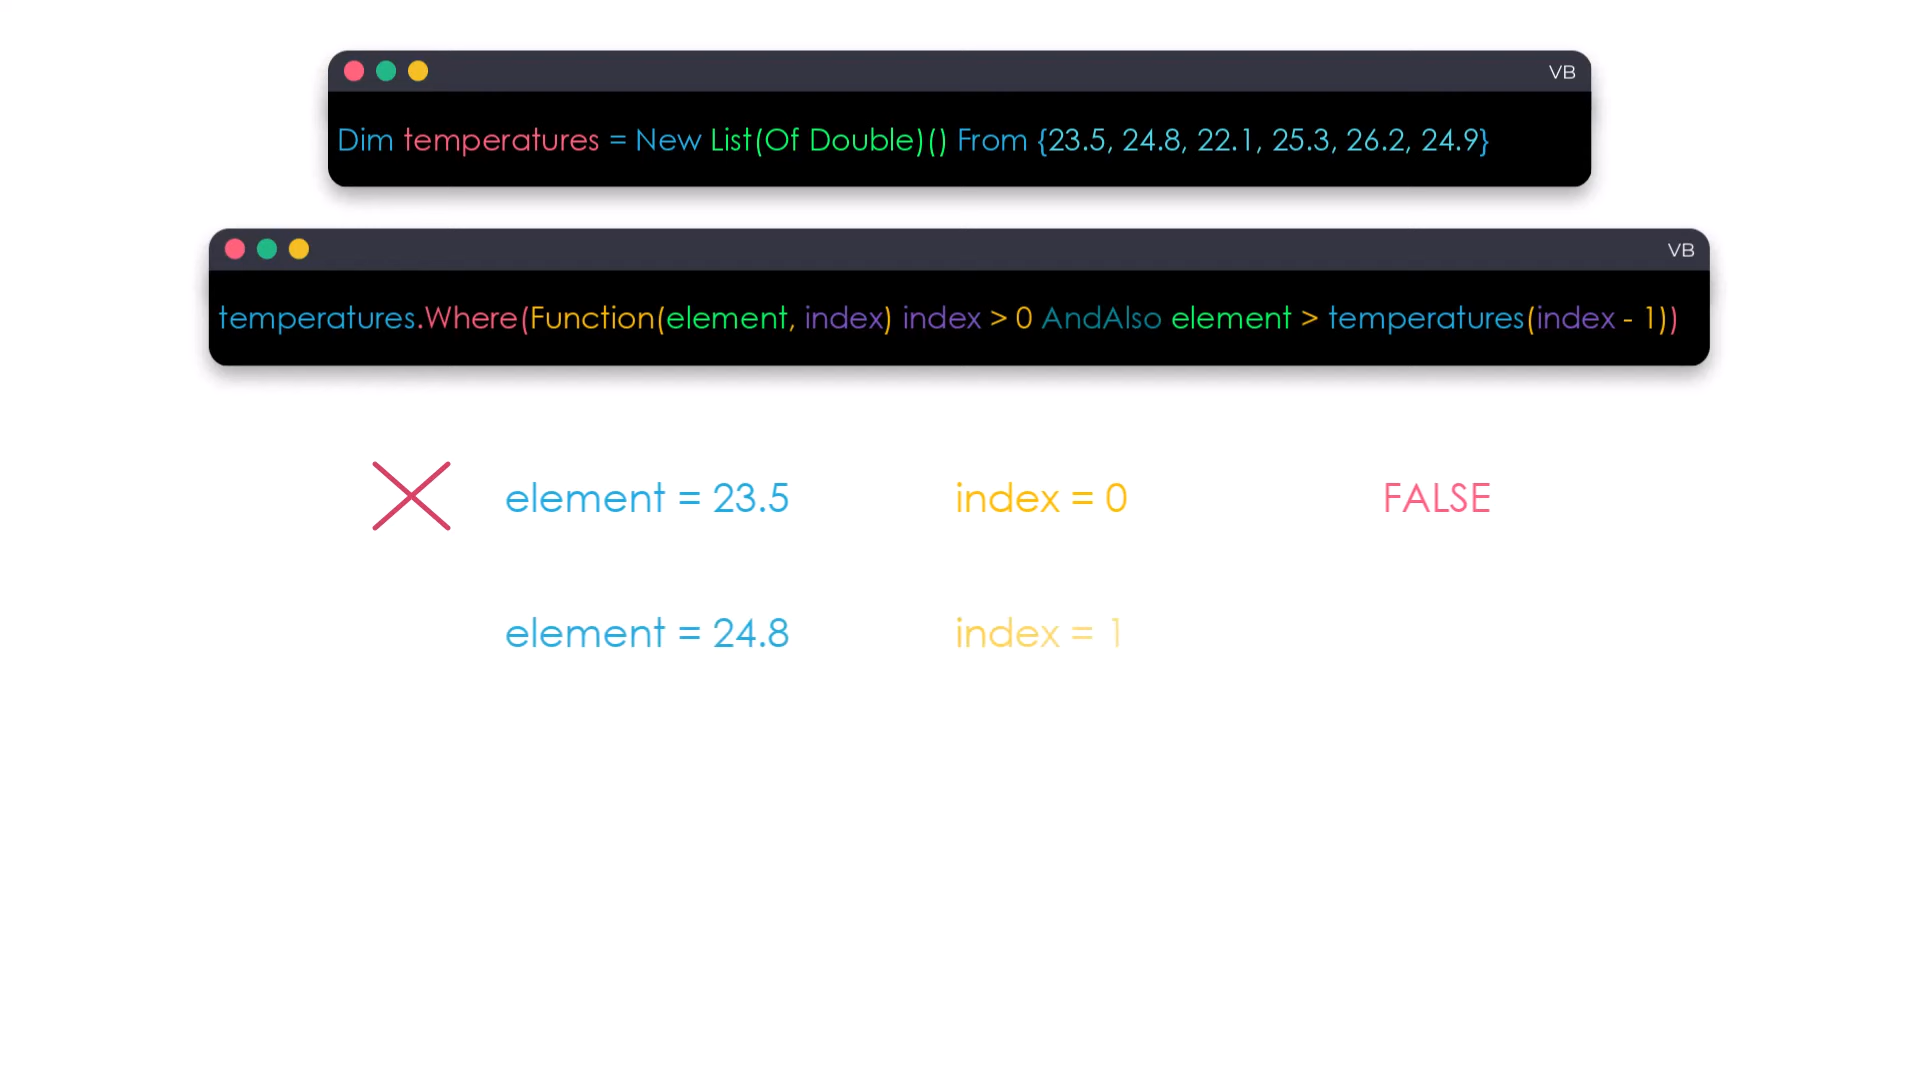 VB
Dim temperatures = New List(Of Double)() From {23.5, 24.8, 22.1, 25.3, 26.2, 24.9}
VB
temperatures.Where(Function(element, index) index > 0 AndAlso element > temperatures(index - 1))
element = 23.5 index = 0 FALSE
element = 24.8 index = 1